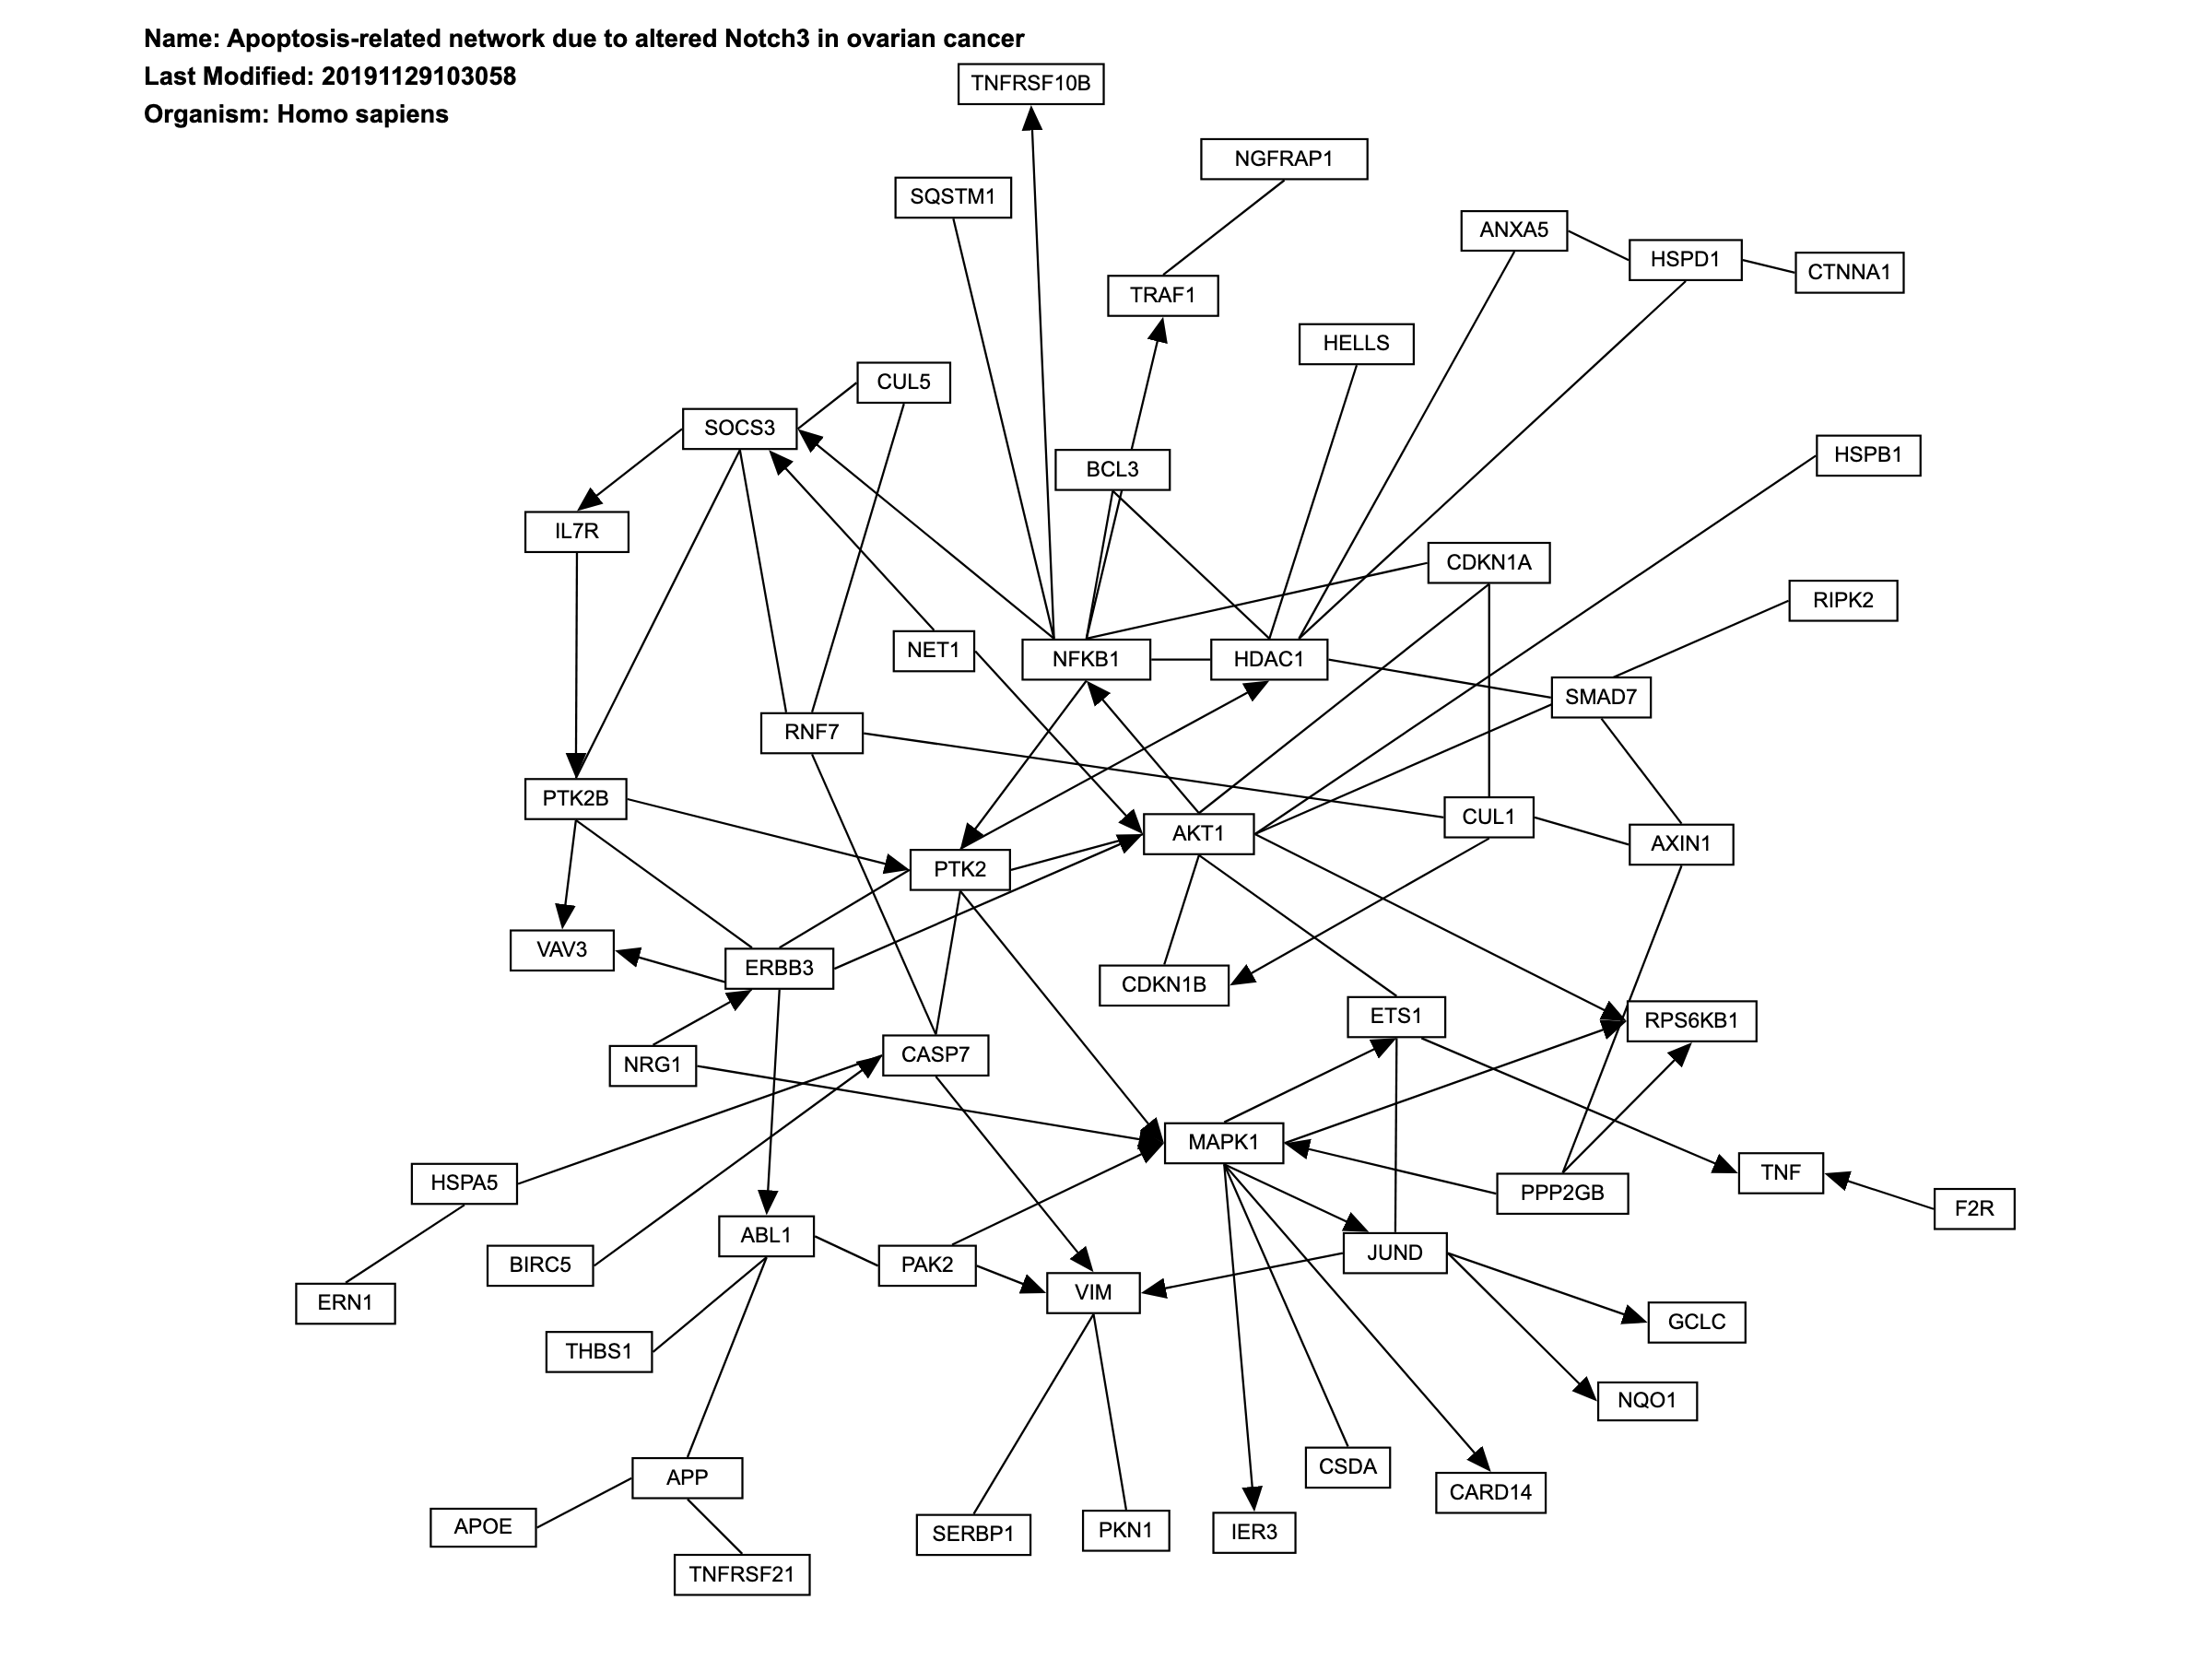 Name: Apoptosis-related network due to altered Notch3 in ovarian cancer
Last Modified: 20191129103058
Organism: Homo sapiens
TNFRSF10B
NGFRAP1
SQSTM1
ANXA5
HSPD1
CTNNA1
TRAF1
HELLS
CUL5
SOCS3
HSPB1
BCL3
IL7R
CDKN1A
RIPK2
NET1
NFKB1
HDAC1
SMAD7
RNF7
PTK2B
CUL1
AKT1
AXIN1
PTK2
VAV3
ERBB3
CDKN1B
ETS1
RPS6KB1
CASP7
NRG1
MAPK1
TNF
HSPA5
PPP2GB
F2R
ABL1
JUND
BIRC5
PAK2
VIM
ERN1
GCLC
THBS1
NQO1
CSDA
APP
CARD14
APOE
PKN1
IER3
SERBP1
TNFRSF21